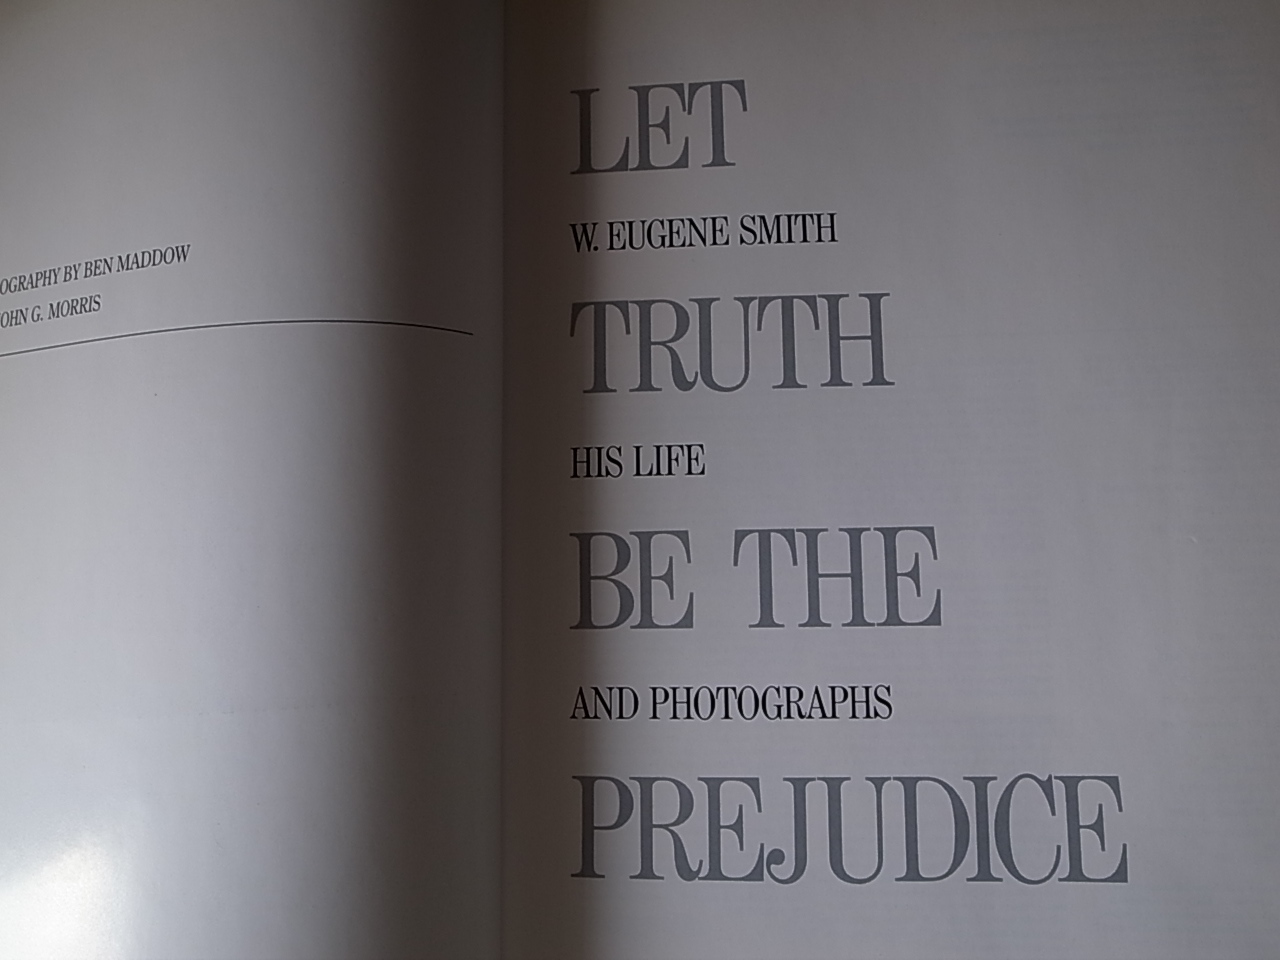 OGRAPHY BY BEN MADDOW
OHN G. MORRIS
LET
W. EUGENE SMITH
TRUTH
HIS LIFE
BE THE
AND PHOTOGRAPHS
PREJUDICE